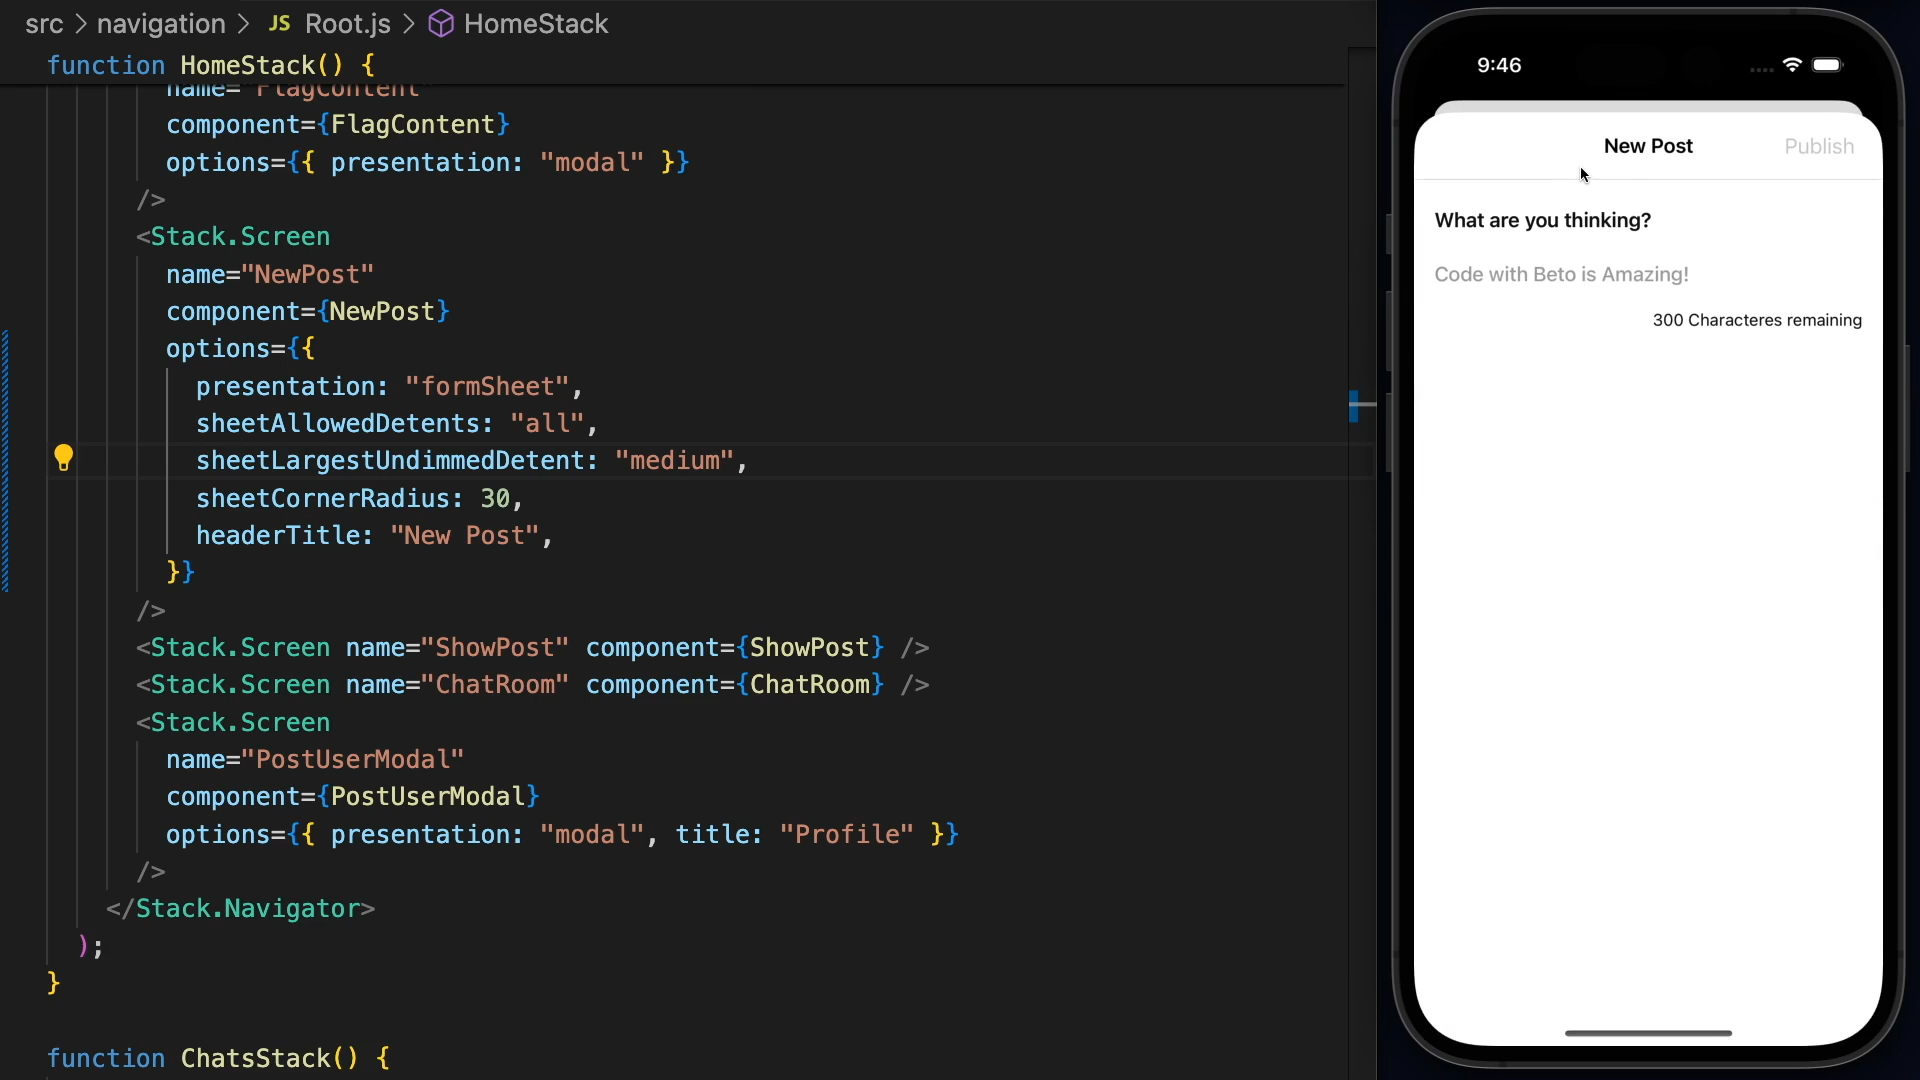 src > navigation > JS Root.js > HomeStack
function HomeStack() {
name="FlagContent"
component={FlagContent}
options={{ presentation: "modal" }}
/>
<Stack.Screen
name="NewPost"
component={NewPost}
options={{
presentation: "formSheet",
sheetAllowedDetents: "all",
sheetLargestUndimmedDetent: "medium",
sheetCornerRadius: 30,
headerTitle: "New Post",
}}
/>
<Stack.Screen name="ShowPost" component={ShowPost} />
<Stack.Screen name="ChatRoom" component={ChatRoom} />
<Stack.Screen
name="PostUserModal"
component={PostUserModal}
options={{ presentation: "modal", title: "Profile" }}
/>
</Stack.Navigator>
);
}
function ChatsStack() {
9:46
New Post Publish
What are you thinking?
Code with Beto is Amazing!
300 Characteres remaining